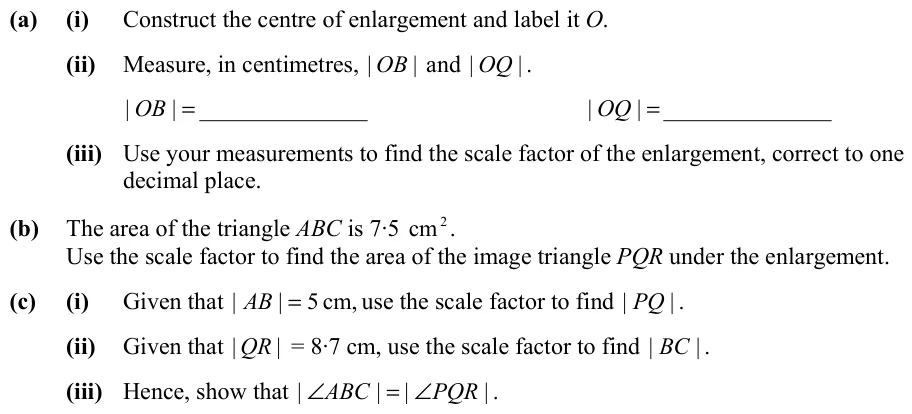 (a) (i) Construct the centre of enlargement and label it O.
(ii) Measure, in centimetres, | OB | and | OQ |.
| OB | = ________________ | OQ | = ________________
(iii) Use your measurements to find the scale factor of the enlargement, correct to one
decimal place.
(b) The area of the triangle ABC is 7·5 cm².
Use the scale factor to find the area of the image triangle PQR under the enlargement.
(c) (i) Given that | AB | = 5 cm, use the scale factor to find | PQ |.
(ii) Given that | QR | = 8·7 cm, use the scale factor to find | BC |.
(iii) Hence, show that | ∠ABC | = | ∠PQR |.